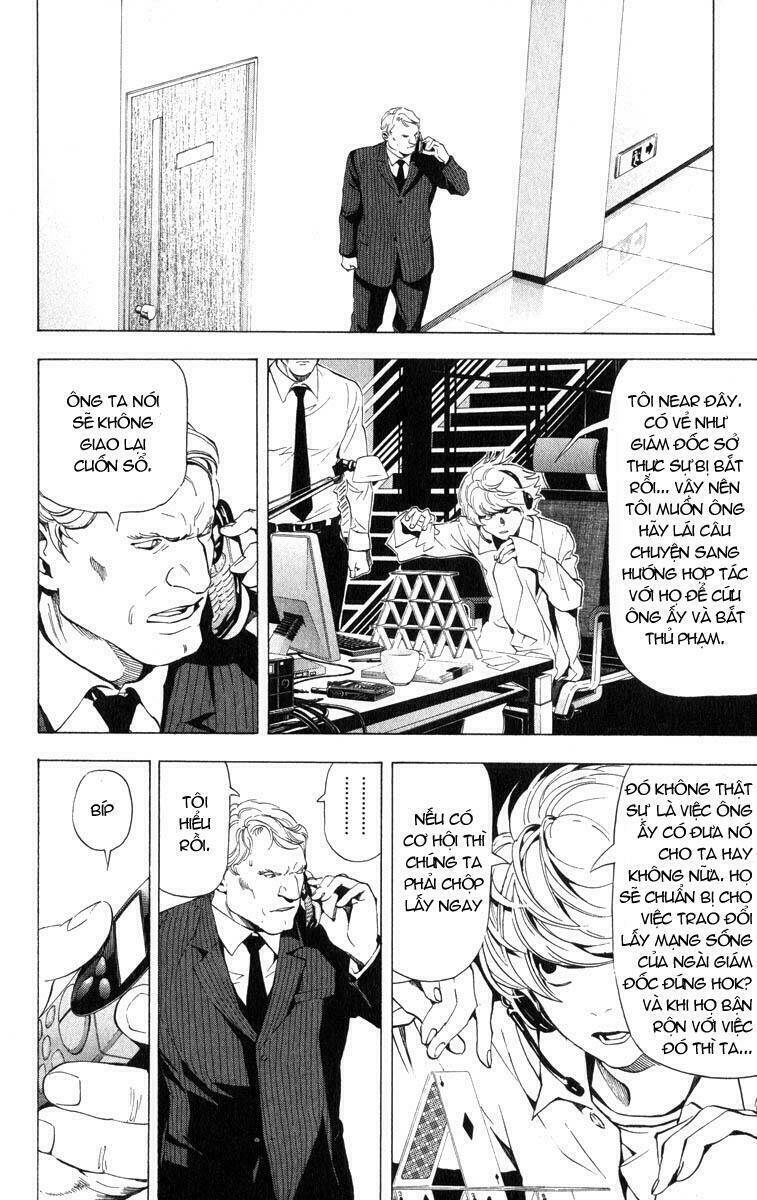 TÔI NEAR ĐÂY.
CÓ VẺ NHƯ
GIÁM ĐỐC SỞ
THỰC SỰ BỊ BẮT
RỒI... VẬY NÊN
TÔI MUỐN ÔNG
HÃY LÁI CÂU
CHUYỆN SANG
HƯỚNG HỢP TÁC
VỚI HỌ ĐỂ CỨU
ÔNG ẤY VÀ BẮT
THỦ PHẠM.
ÔNG TA NÓI
SẼ KHÔNG
GIAO LẠI
CUỐN SỔ.
ĐÓ KHÔNG THẬT
SỰ LÀ VIỆC ÔNG
ẤY CÓ ĐƯA NÓ
CHO TA HAY
KHÔNG NỮA. HỌ
SẼ CHUẨN BỊ CHO
VIỆC TRAO ĐỔI
LẤY MẠNG SỐNG
CỦA NGÀI GIÁM
ĐỐC ĐÚNG HOK?
VÀ KHI HỌ BẬN
RỘN VỚI VIỆC
ĐÓ THÌ TA...
NẾU CÓ
CƠ HỘI THÌ
CHÚNG TA
PHẢI CHỘP
LẤY NGAY
.........
TÔI
HIỂU
RỒI.
BÍP